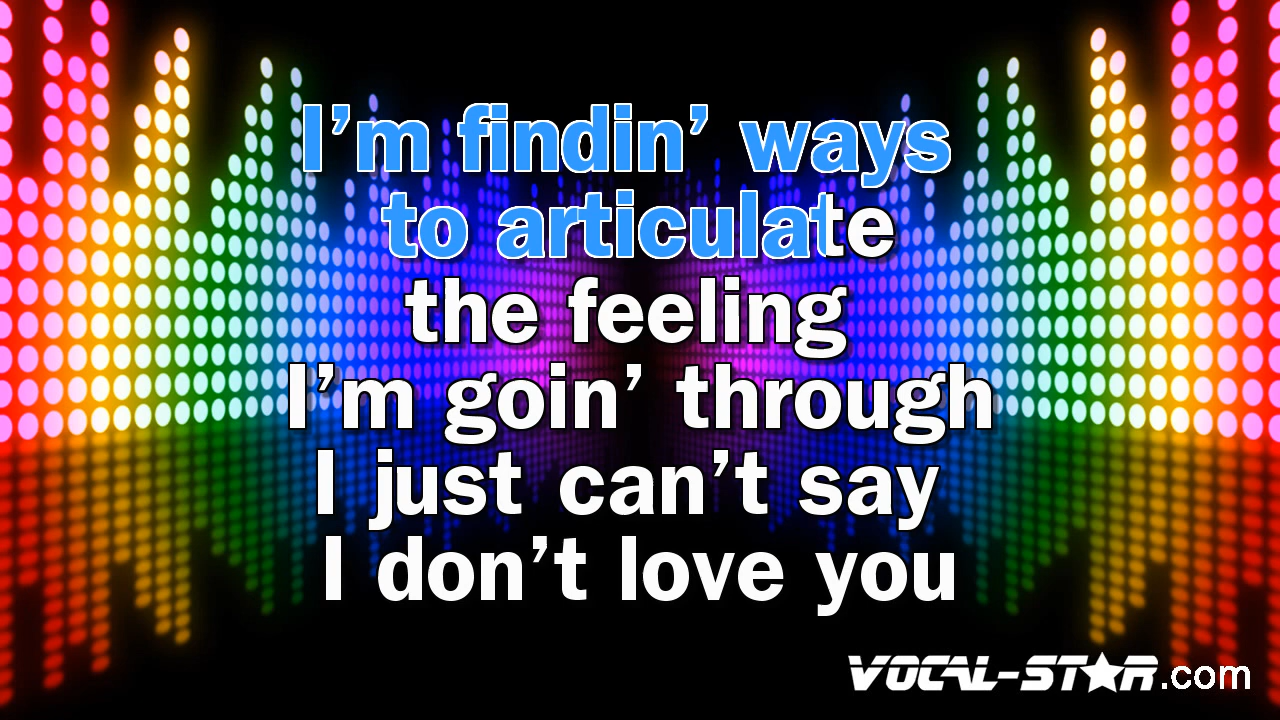 I’m findin’ ways
to articulate
the feeling
I’m goin’ through
I just can’t say
I don’t love you
VOCAL-STAR.com